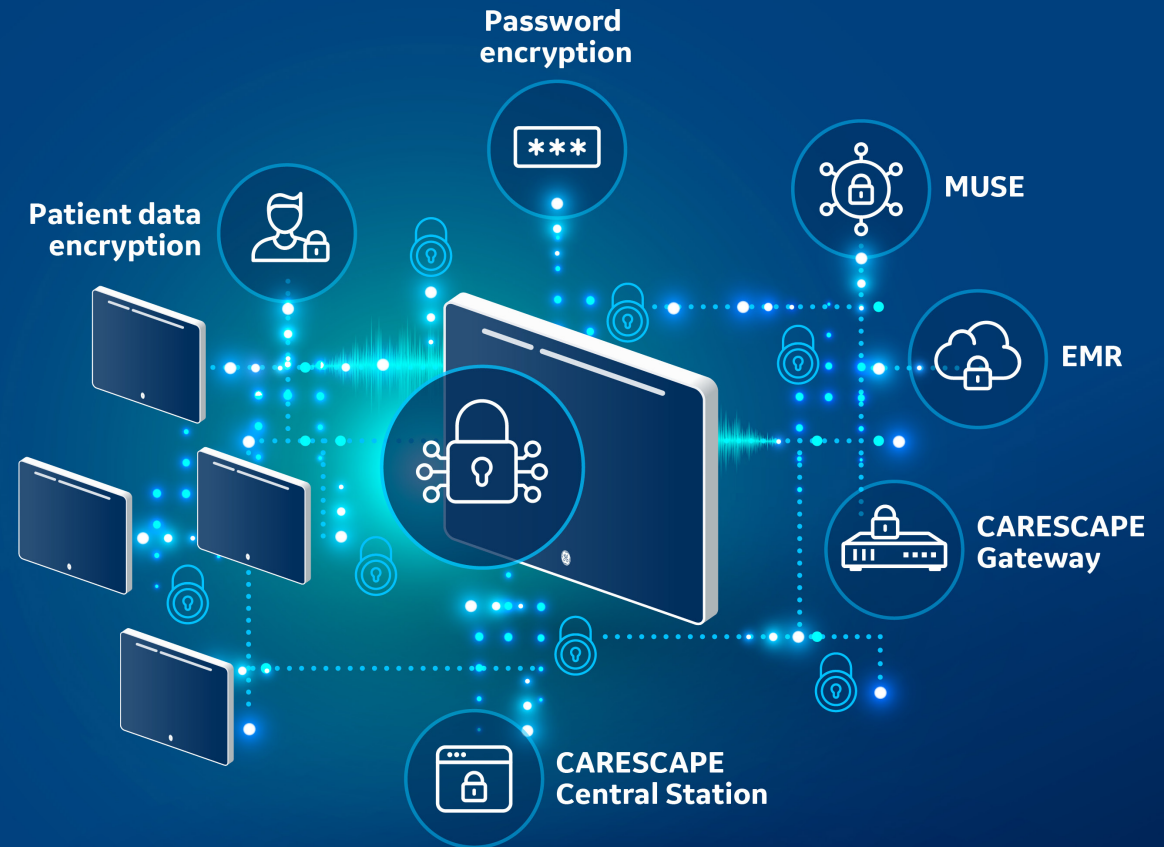 Password
encryption
***
MUSE
Patient data
encryption
EMR
CARESCAPE
Gateway
CARESCAPE
Central Station